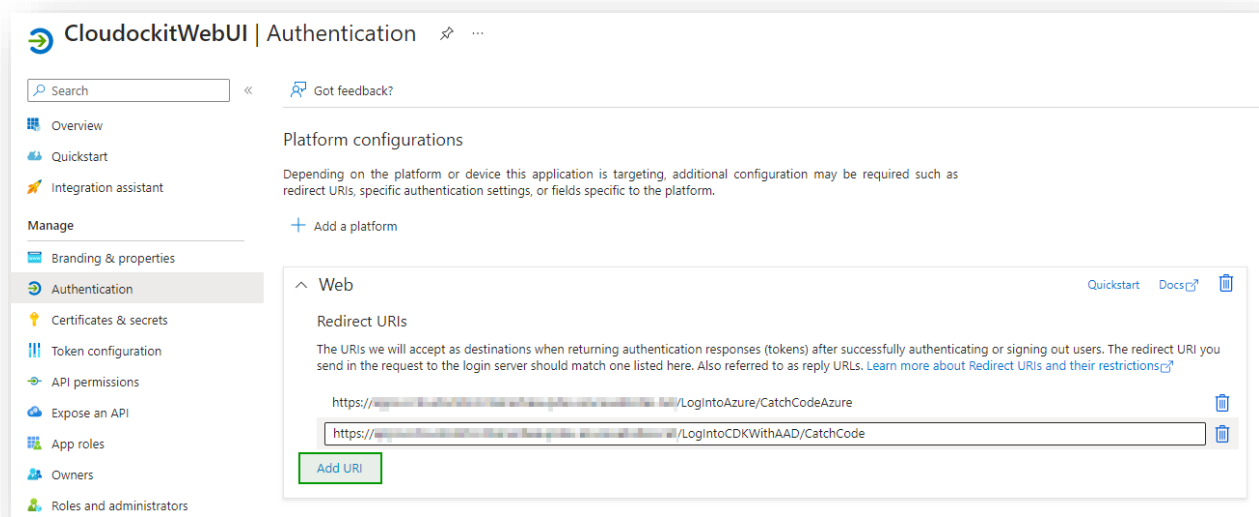 CloudockitWebUI | Authentication
Search
Got feedback?
Overview
Quickstart
Integration assistant
Manage
Branding & properties
Authentication
Certificates & secrets
Token configuration
API permissions
Expose an API
App roles
Owners
Roles and administrators
Platform configurations
Depending on the platform or device this application is targeting, additional configuration may be required such as
redirect URIs, specific authentication settings, or fields specific to the platform.
Add a platform
Web
Quickstart Docs
Redirect URIs
The URIs we will accept as destinations when returning authentication responses (tokens) after successfully authenticating or signing out users. The redirect URI you
send in the request to the login server should match one listed here. Also referred to as reply URLs. Learn more about Redirect URIs and their restrictions
https:// /LogIntoAzure/CatchCodeAzure
https:// /LogIntoCDKWithAAD/CatchCode
Add URI